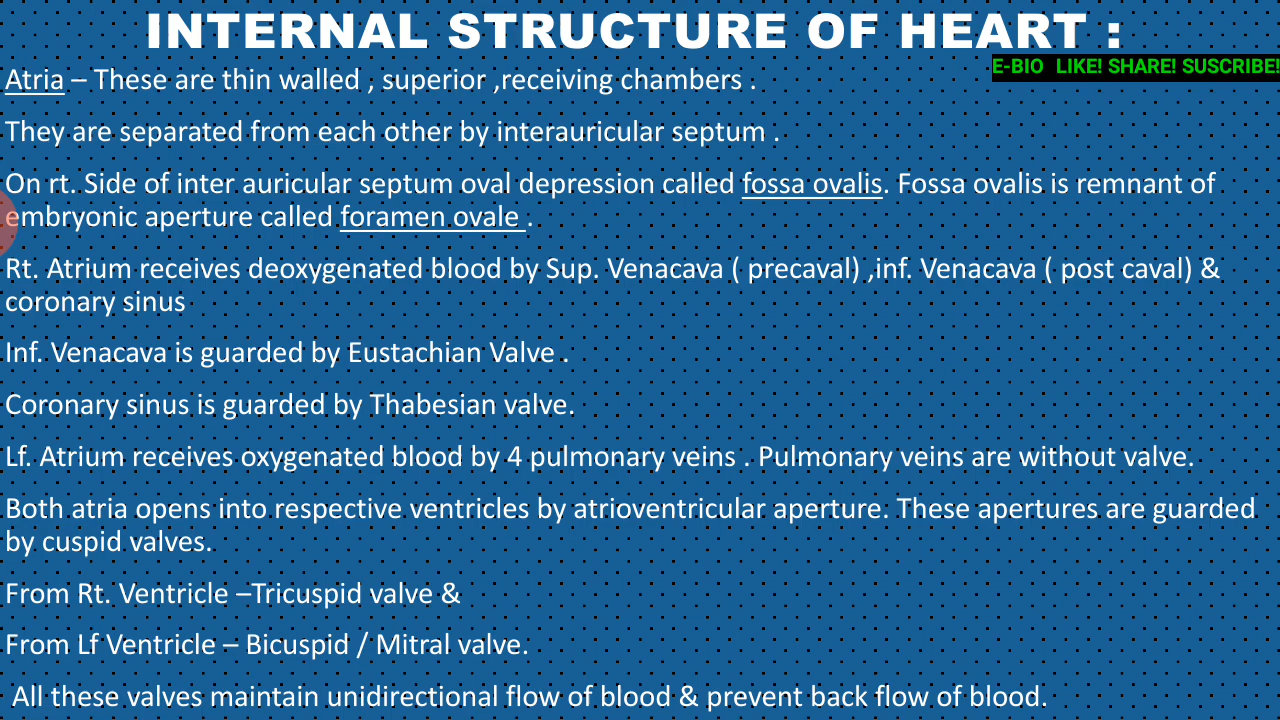 INTERNAL STRUCTURE OF HEART :
E-BIO LIKE! SHARE! SUSCRIBE!
Atria – These are thin walled , superior ,receiving chambers .
They are separated from each other by interauricular septum .
On rt. Side of inter auricular septum oval depression called fossa ovalis. Fossa ovalis is remnant of
embryonic aperture called foramen ovale .
Rt. Atrium receives deoxygenated blood by Sup. Venacava ( precaval) ,inf. Venacava ( post caval) &
coronary sinus
Inf. Venacava is guarded by Eustachian Valve .
Coronary sinus is guarded by Thabesian valve.
Lf. Atrium receives oxygenated blood by 4 pulmonary veins . Pulmonary veins are without valve.
Both atria opens into respective ventricles by atrioventricular aperture. These apertures are guarded
by cuspid valves.
From Rt. Ventricle –Tricuspid valve &
From Lf Ventricle – Bicuspid / Mitral valve.
All these valves maintain unidirectional flow of blood & prevent back flow of blood.